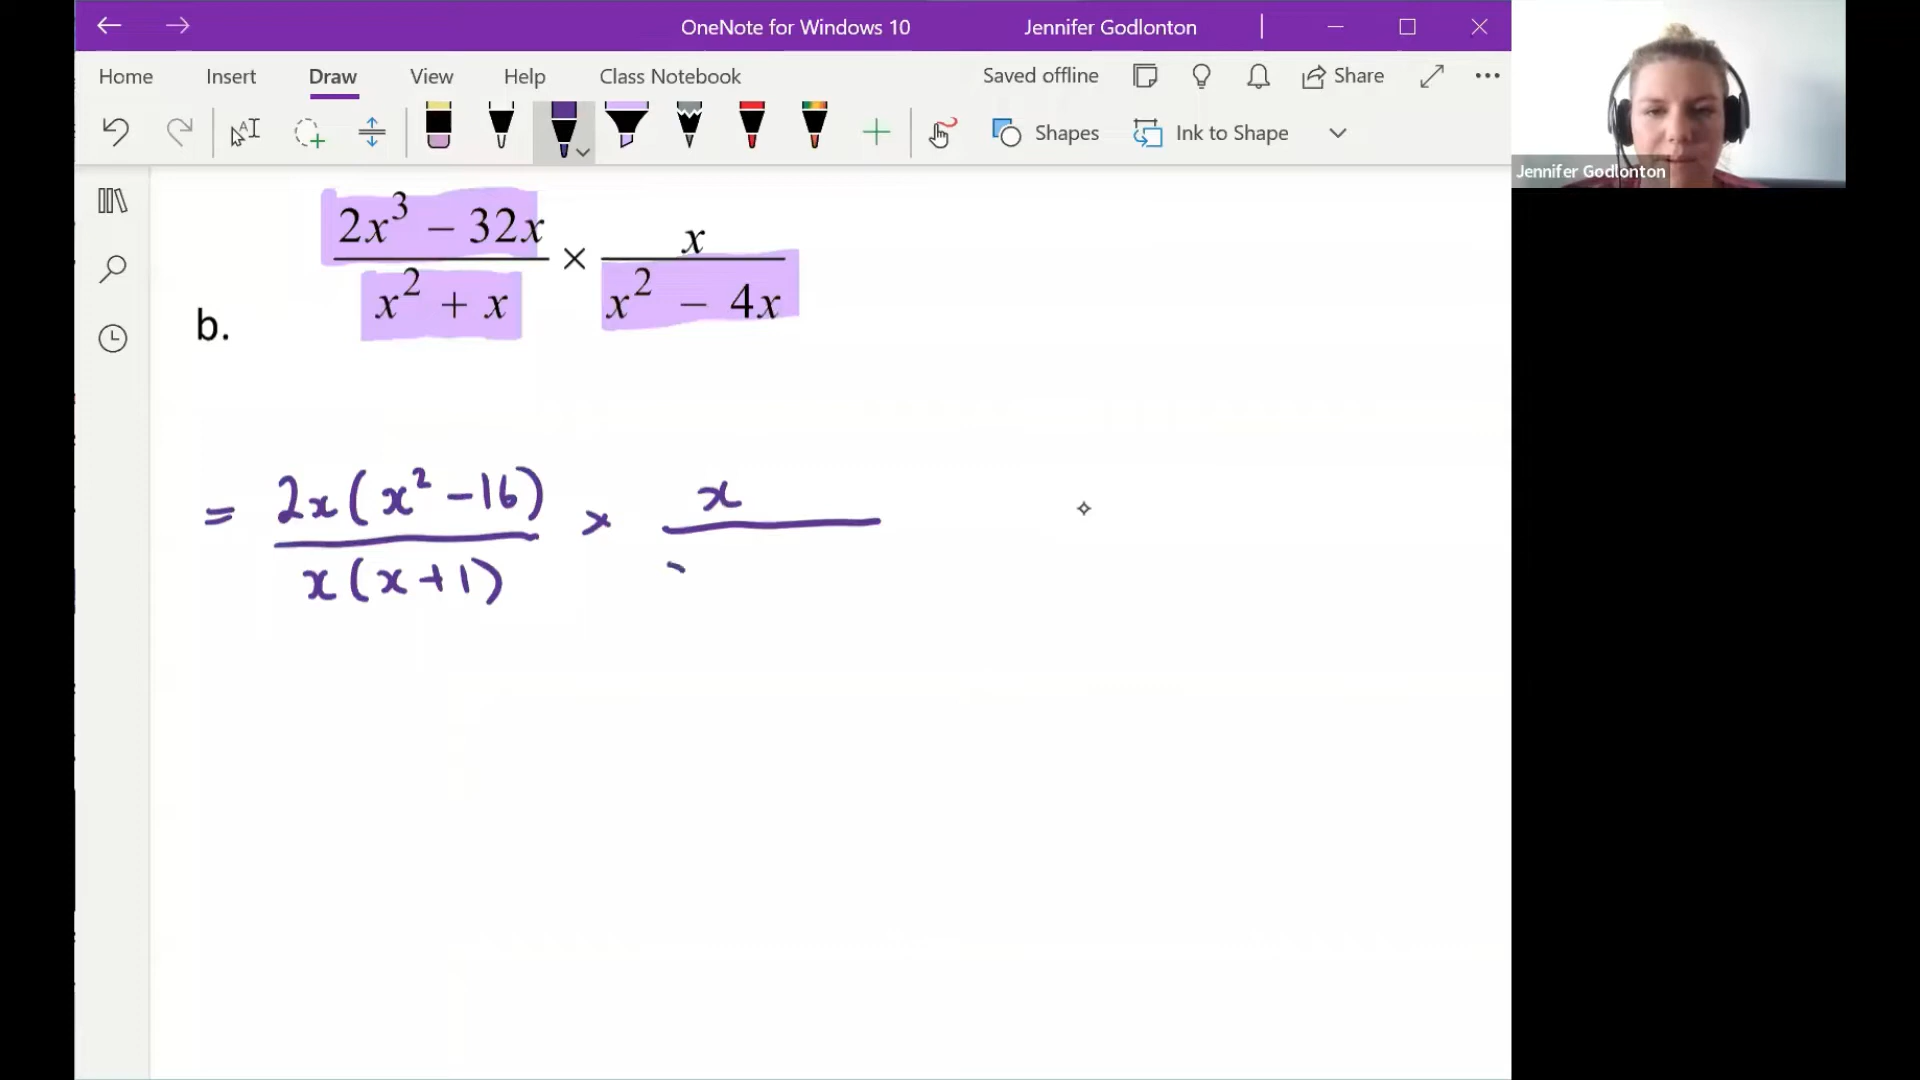 OneNote for Windows 10
Jennifer Godlonton
Home Insert Draw View Help Class Notebook
Saved offline Share
Shapes Ink to Shape
Jennifer Godlonton
b. (2x³ − 32x)/(x² + x) × x/(x² − 4x)
= 2x(x² − 16)/x(x + 1) × x/